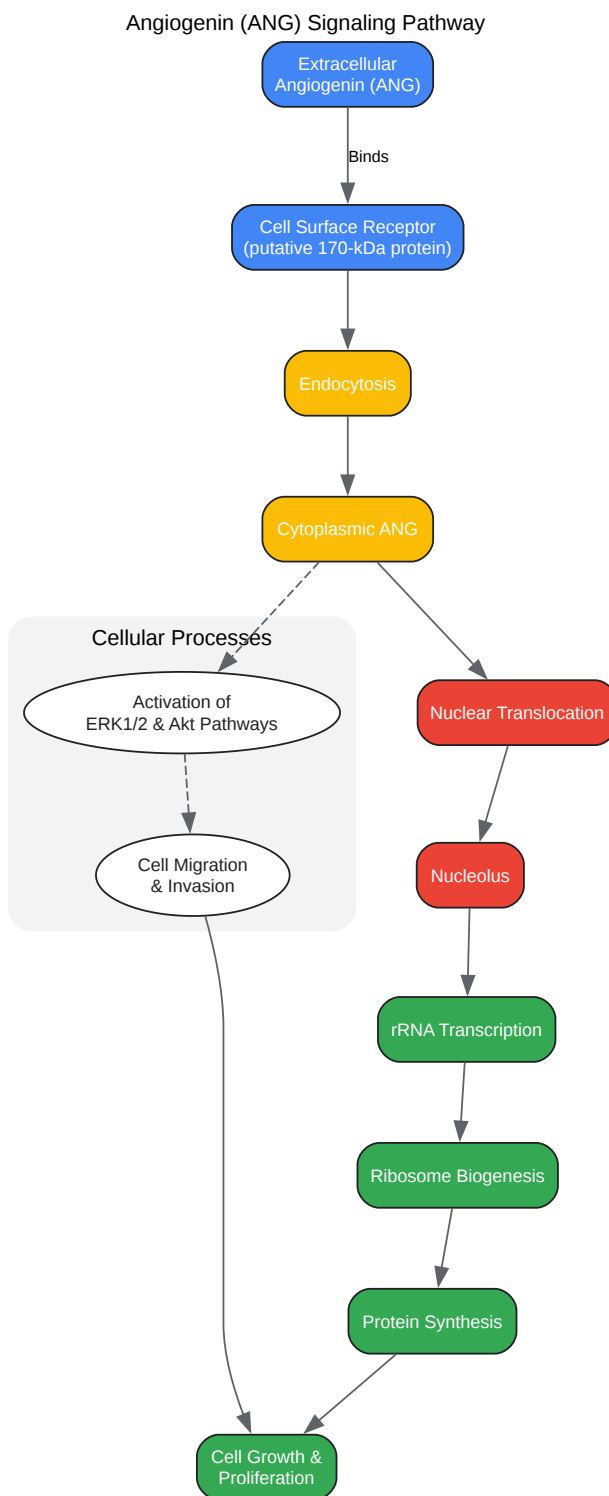 Angiogenin (ANG) Signaling Pathway
Extracellular
Angiogenin (ANG)
Binds
Cell Surface Receptor
(putative 170-kDa protein)
Endocytosis
Cytoplasmic ANG
Cellular Processes
Activation of
ERK1/2 & Akt Pathways
Nuclear Translocation
Cell Migration
& Invasion
Nucleolus
rRNA Transcription
Ribosome Biogenesis
Protein Synthesis
Cell Growth &
Proliferation